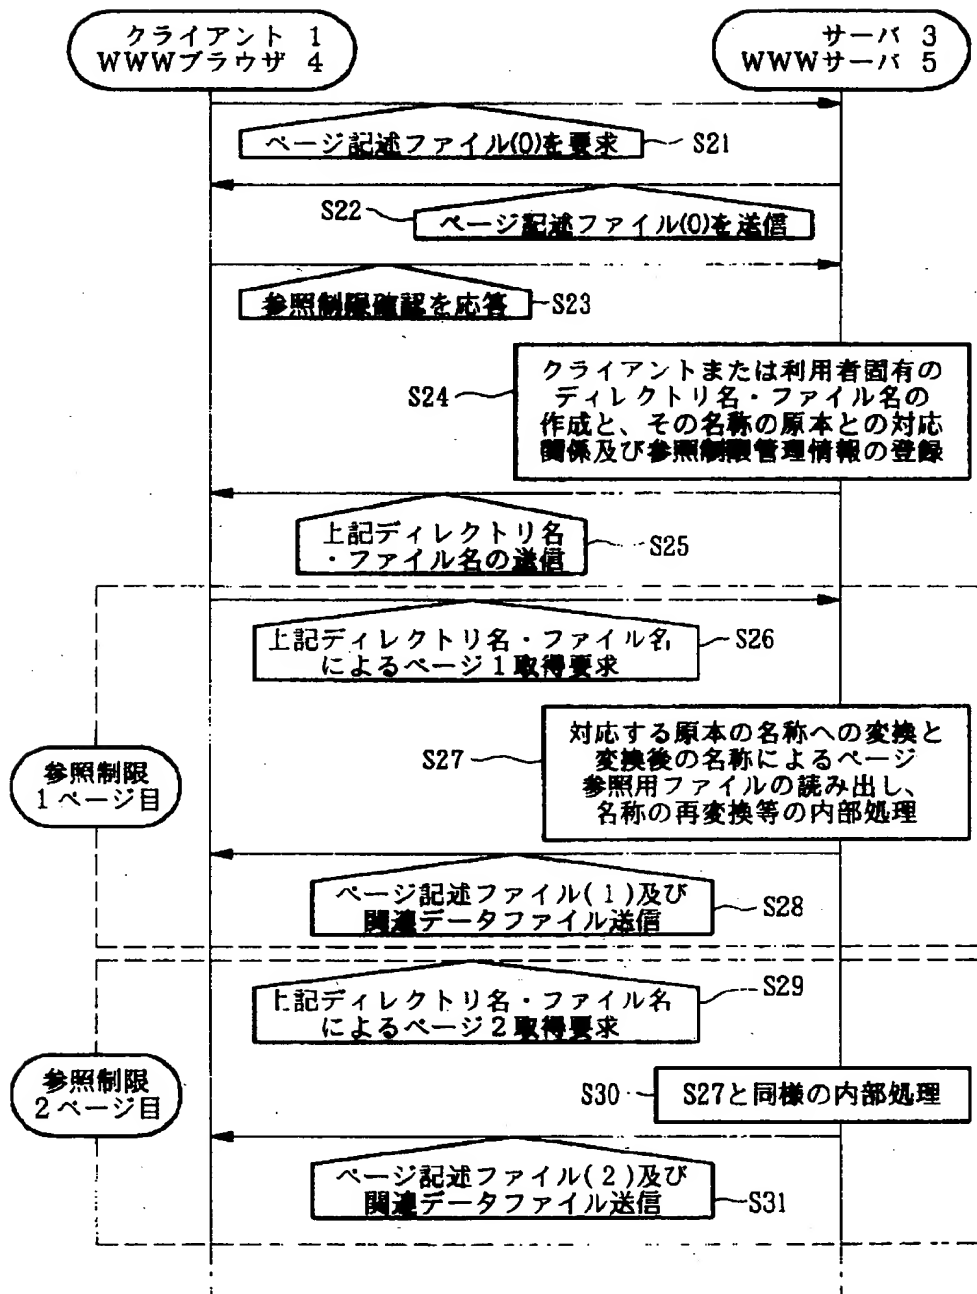 クライアント 1
WWWブラウザ 4
サーバ 3
WWWサーバ 5
ページ記述ファイル(0)を要求
S21
S22
ページ記述ファイル(0)を送信
参照制限確認を応答
S23
S24
クライアントまたは利用者固有の
ディレクトリ名・ファイル名の
作成と、その名称の原本との対応
関係及び参照制限管理情報の登録
上記ディレクトリ名
・ファイル名の送信
S25
上記ディレクトリ名・ファイル名
によるページ1取得要求
S26
参照制限
1ページ目
S27
対応する原本の名称への変換と
変換後の名称によるページ
参照用ファイルの読み出し、
名称の再変換等の内部処理
ページ記述ファイル(1)及び
関連データファイル送信
S28
上記ディレクトリ名・ファイル名
によるページ2取得要求
S29
参照制限
2ページ目
S30
S27と同様の内部処理
ページ記述ファイル(2)及び
関連データファイル送信
S31